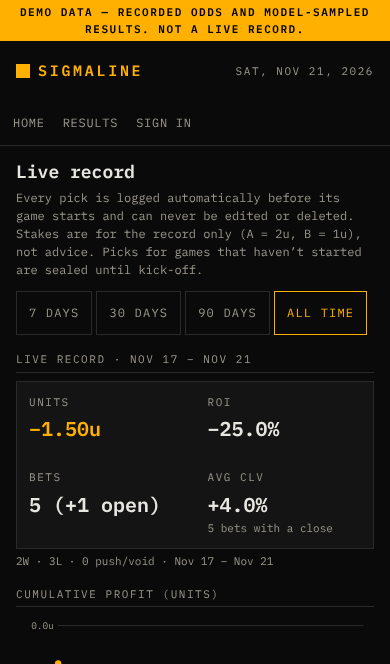 DEMO DATA — RECORDED ODDS AND MODEL-SAMPLED
RESULTS. NOT A LIVE RECORD.
SIGMALINE
SAT, NOV 21, 2026
HOME RESULTS SIGN IN
Live record
Every pick is logged automatically before its
game starts and can never be edited or deleted.
Stakes are for the record only (A = 2u, B = 1u),
not advice. Picks for games that haven’t started
are sealed until kick-off.
7 DAYS 30 DAYS 90 DAYS ALL TIME
LIVE RECORD · NOV 17 – NOV 21
UNITS ROI
−1.50u −25.0%
BETS AVG CLV
5 (+1 open) +4.0%
5 bets with a close
2W · 3L · 0 push/void · Nov 17 – Nov 21
CUMULATIVE PROFIT (UNITS)
0.0u